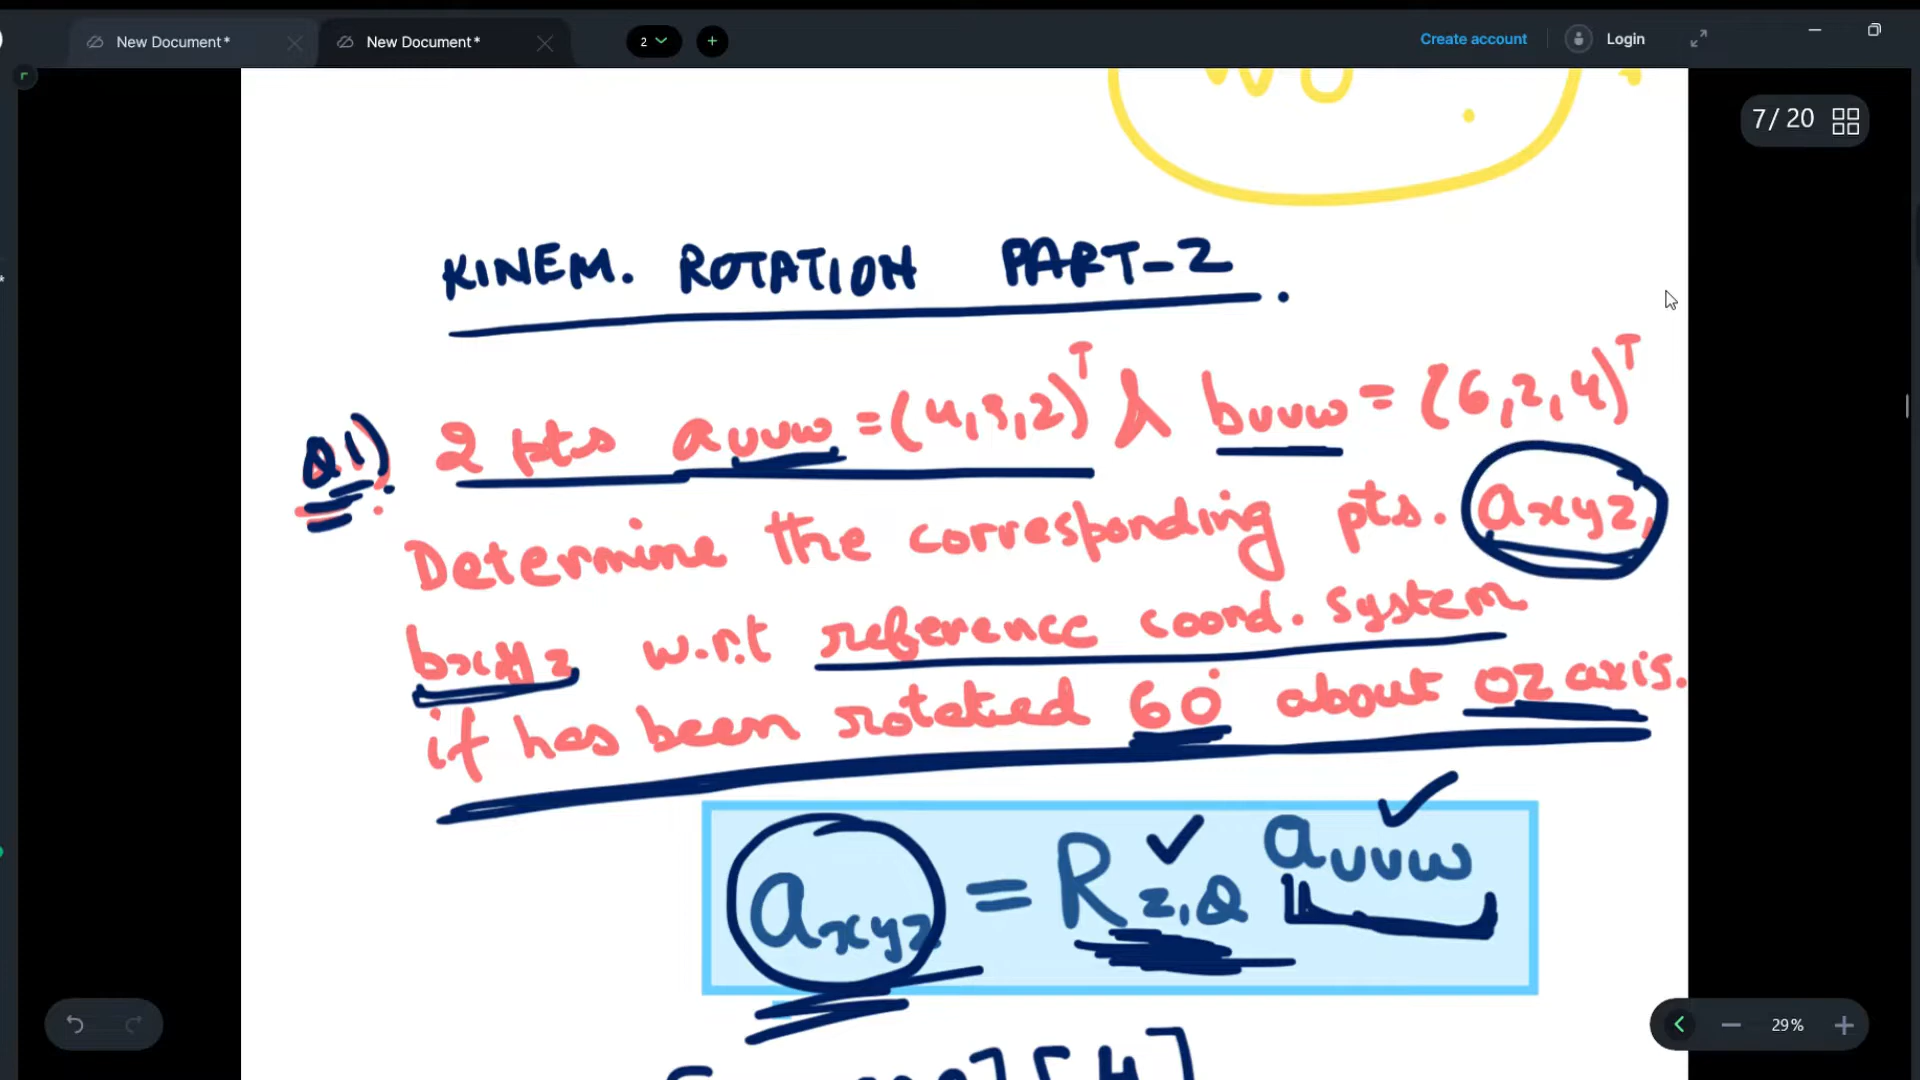 New Document* New Document* 2 Create account Login
7/ 20
KINEM. ROTATION PART-2.
Q1) 2 pts auvw = (4,3,2)ᵀ & buvw = (6,2,4)ᵀ
Determine the corresponding pts. axyz,
bxyz w.r.t reference coord. system
if has been rotated 60° about OZ axis.
axyz = Rz,θ auvw
29%